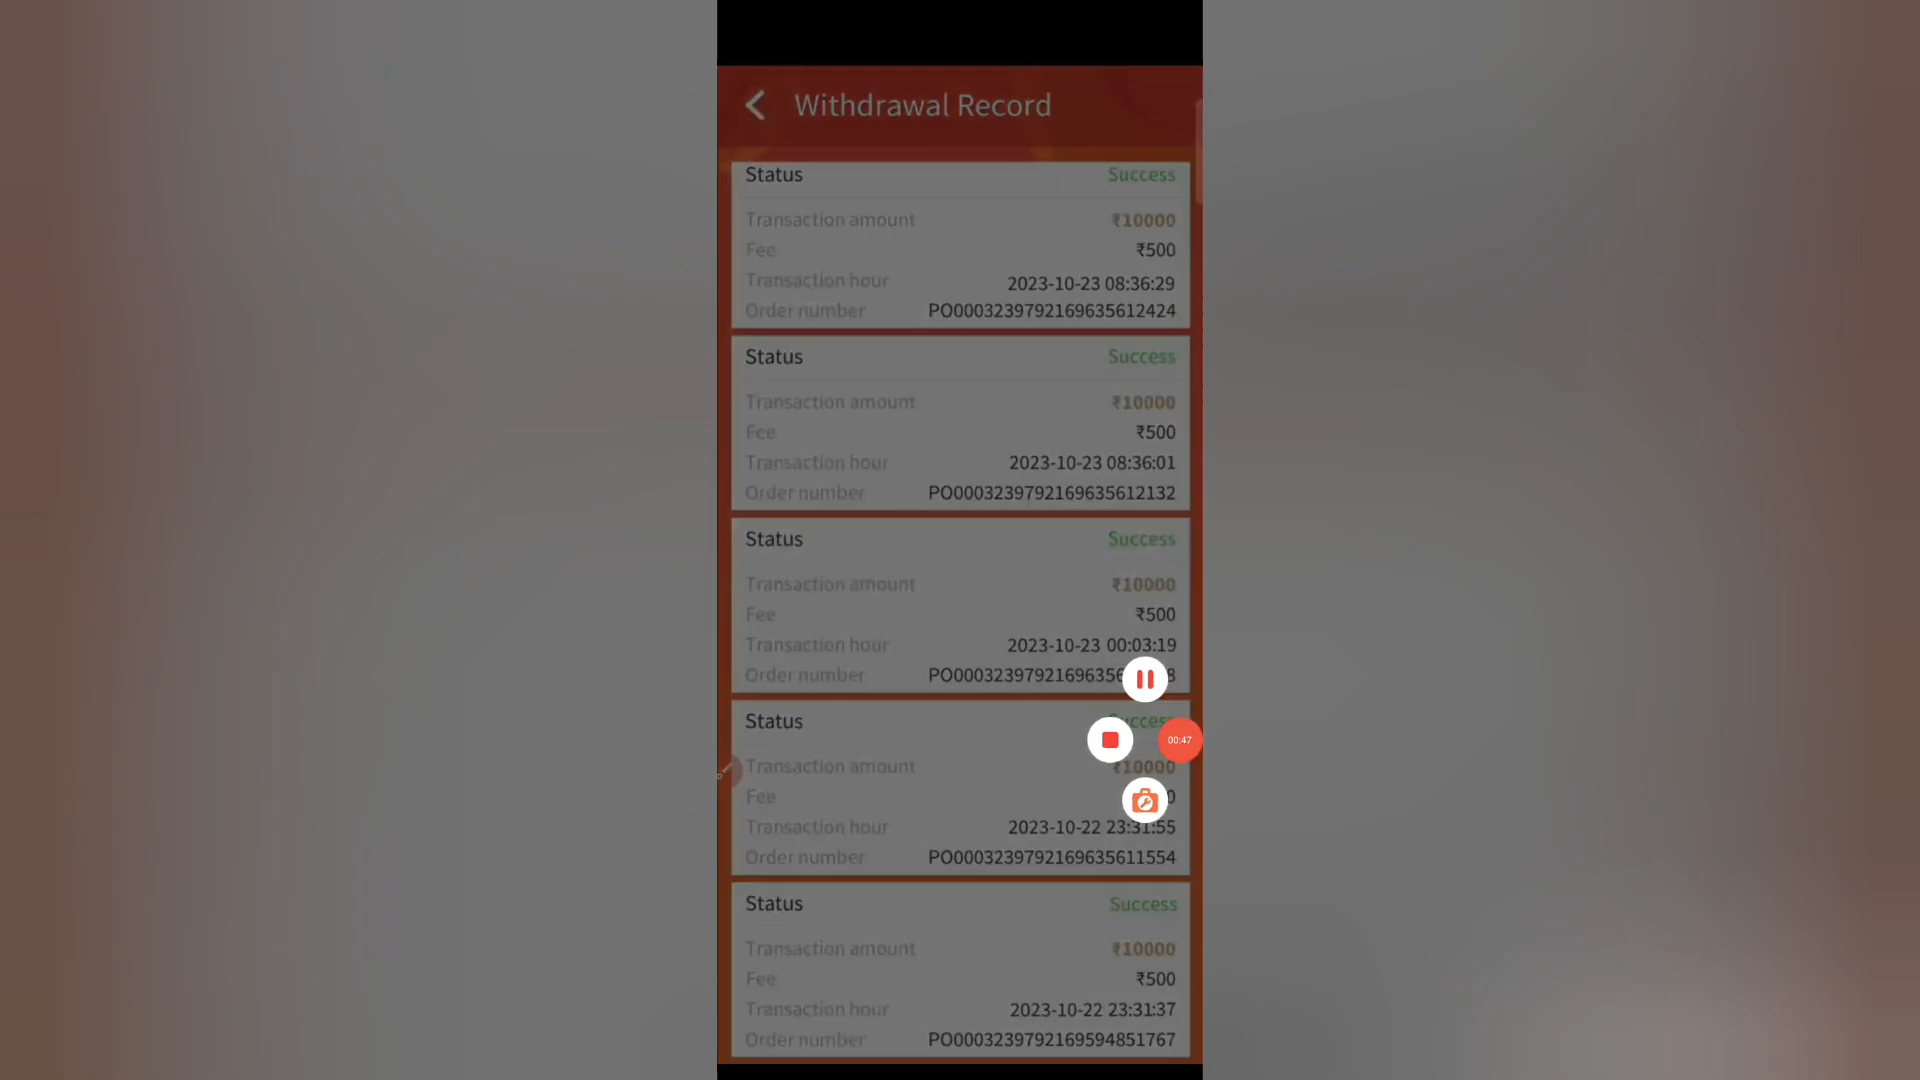 Withdrawal Record
Status Success
Transaction amount ₹10000
Fee ₹500
Transaction hour 2023-10-23 08:36:29
Order number PO0003239792169635612424
Status Success
Transaction amount ₹10000
Fee ₹500
Transaction hour 2023-10-23 08:36:01
Order number PO0003239792169635612132
Status Success
Transaction amount ₹10000
Fee ₹500
Transaction hour 2023-10-23 00:03:19
Order number
Status
Transaction amount ₹10000
Fee
00:47
Transaction hour 2023-10-22 23:31:55
Order number PO0003239792169635611554
Status Success
Transaction amount ₹10000
Fee ₹500
Transaction hour 2023-10-22 23:31:37
Order number PO0003239792169594851767